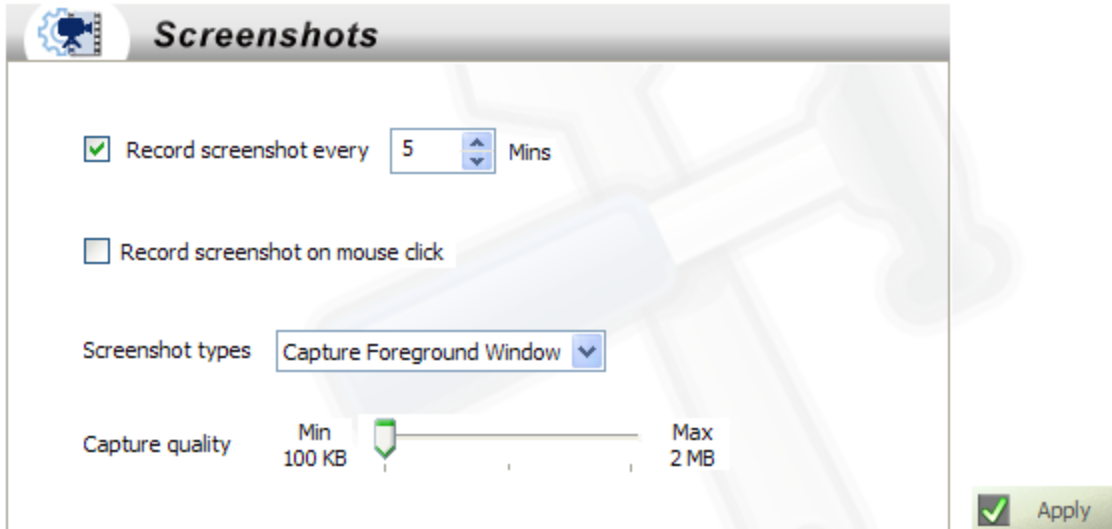 Screenshots
Record screenshot every 5 Mins
Record screenshot on mouse click
Screenshot types Capture Foreground Window
Capture quality Min 100 KB Max 2 MB
Apply